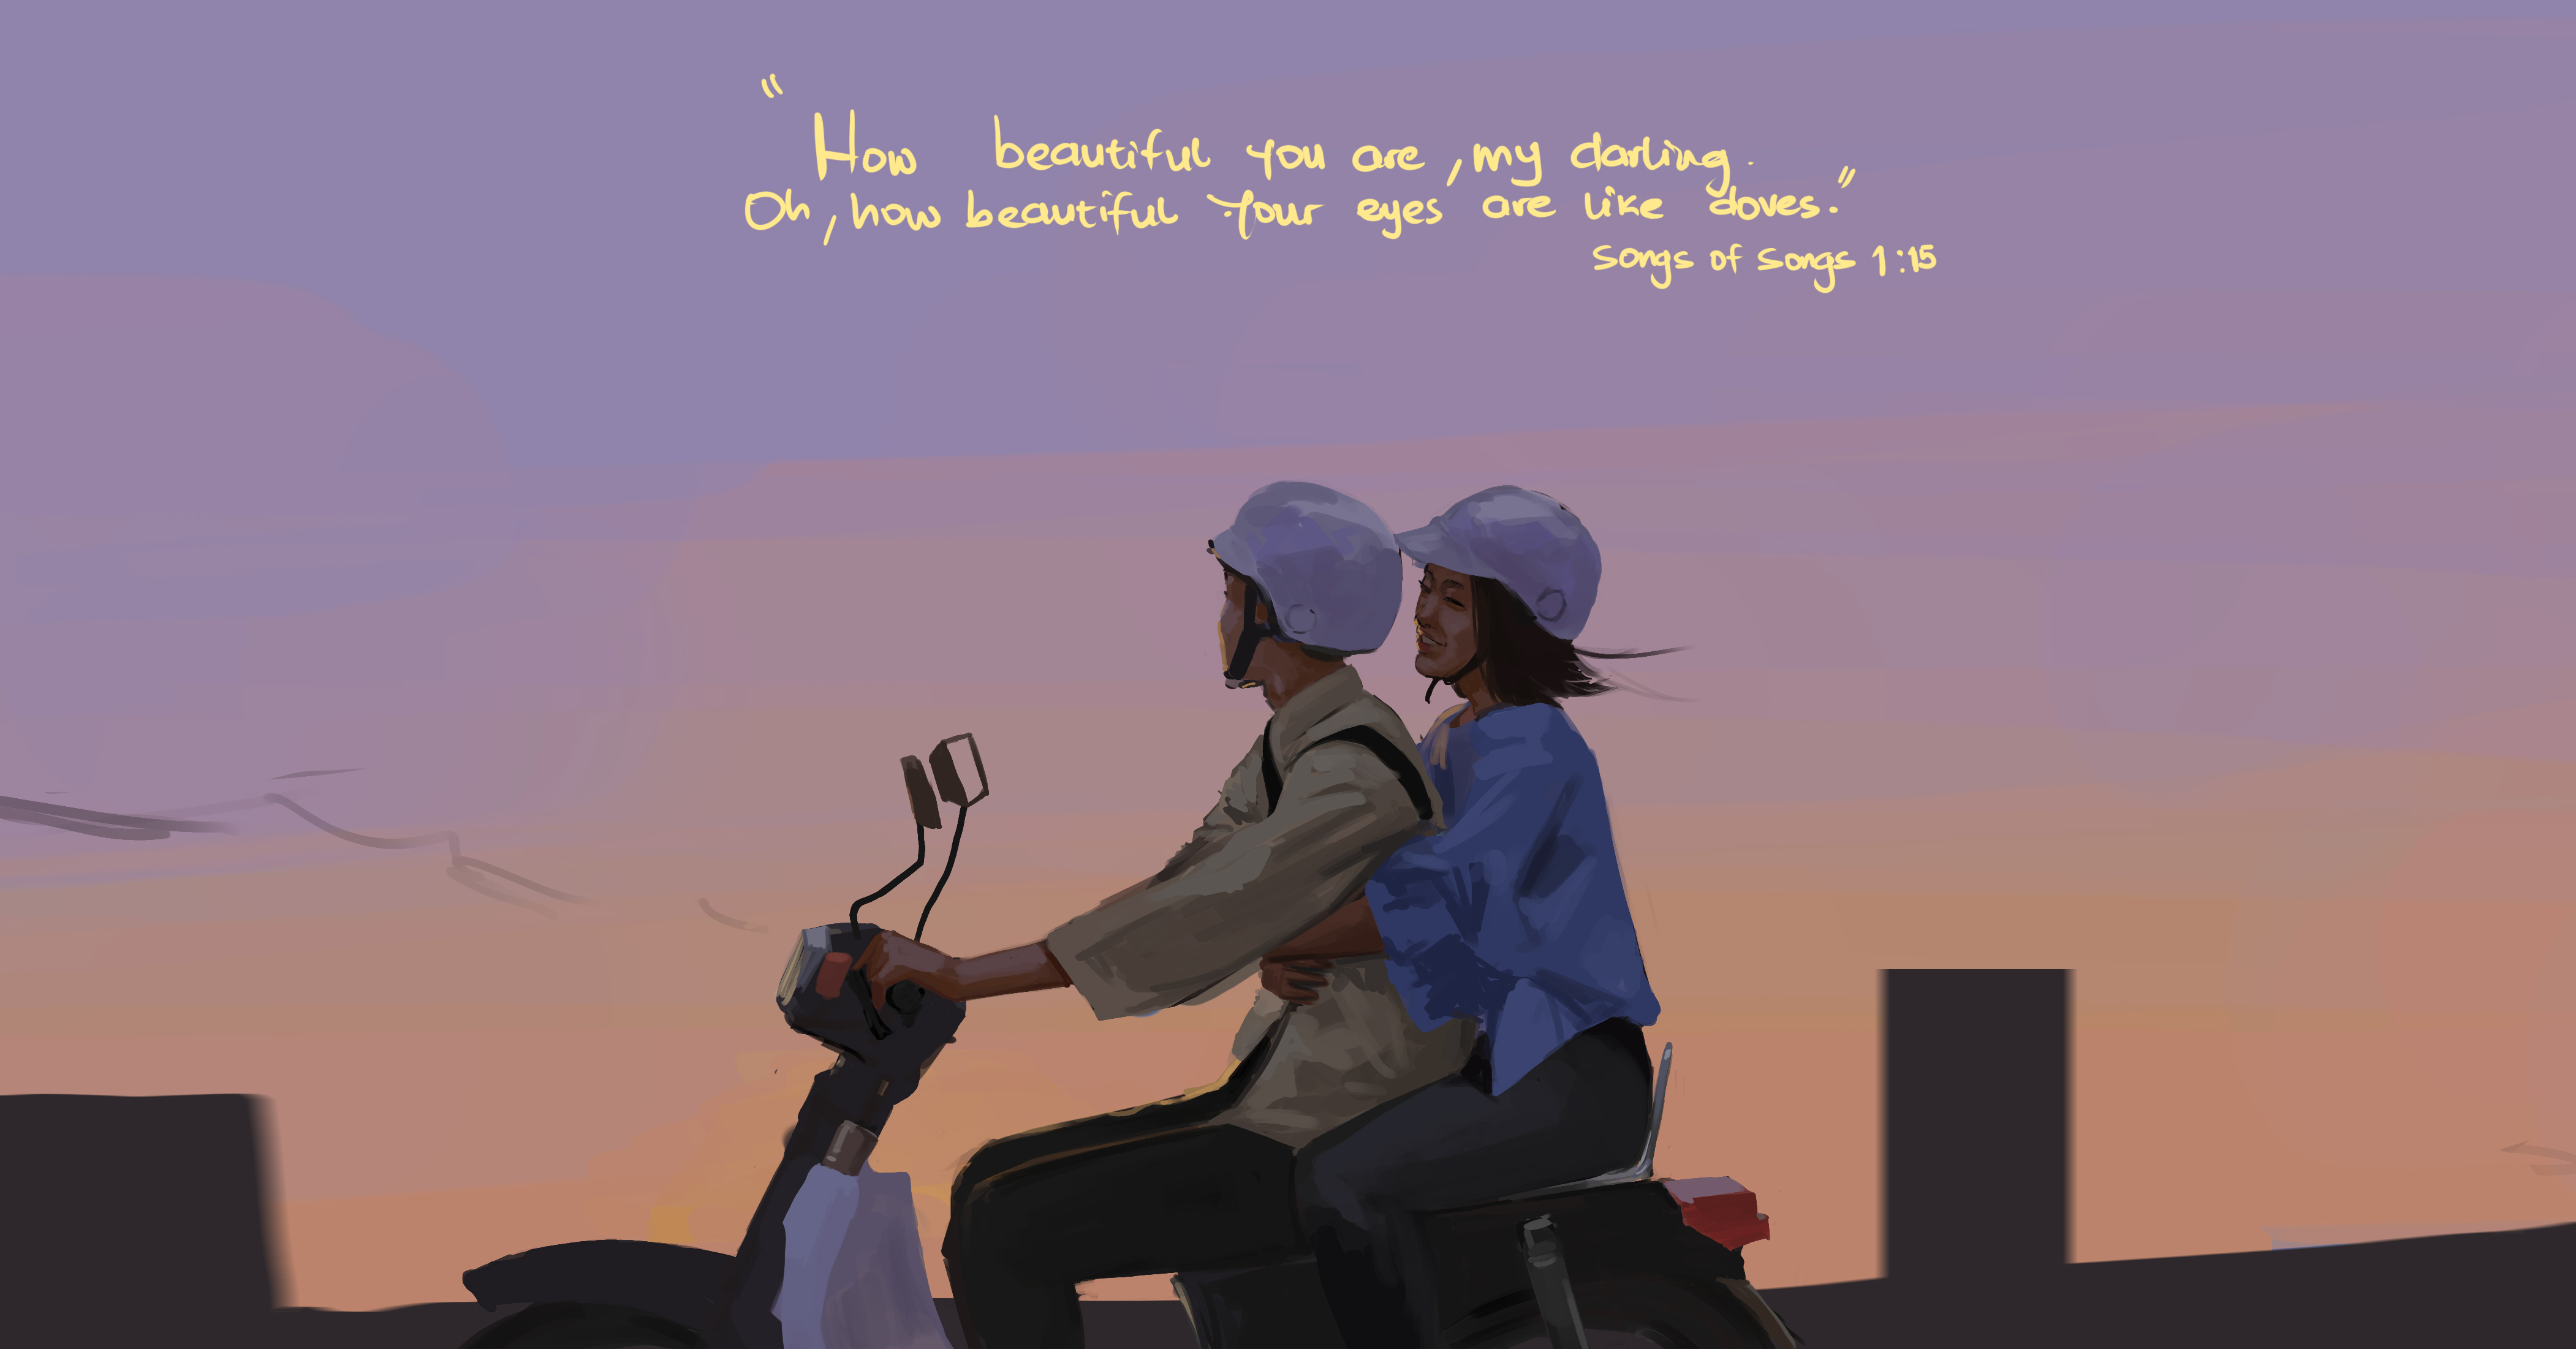 "How beautiful you are, my darling.
Oh, how beautiful Your eyes are like doves."
Songs of Songs 1:15